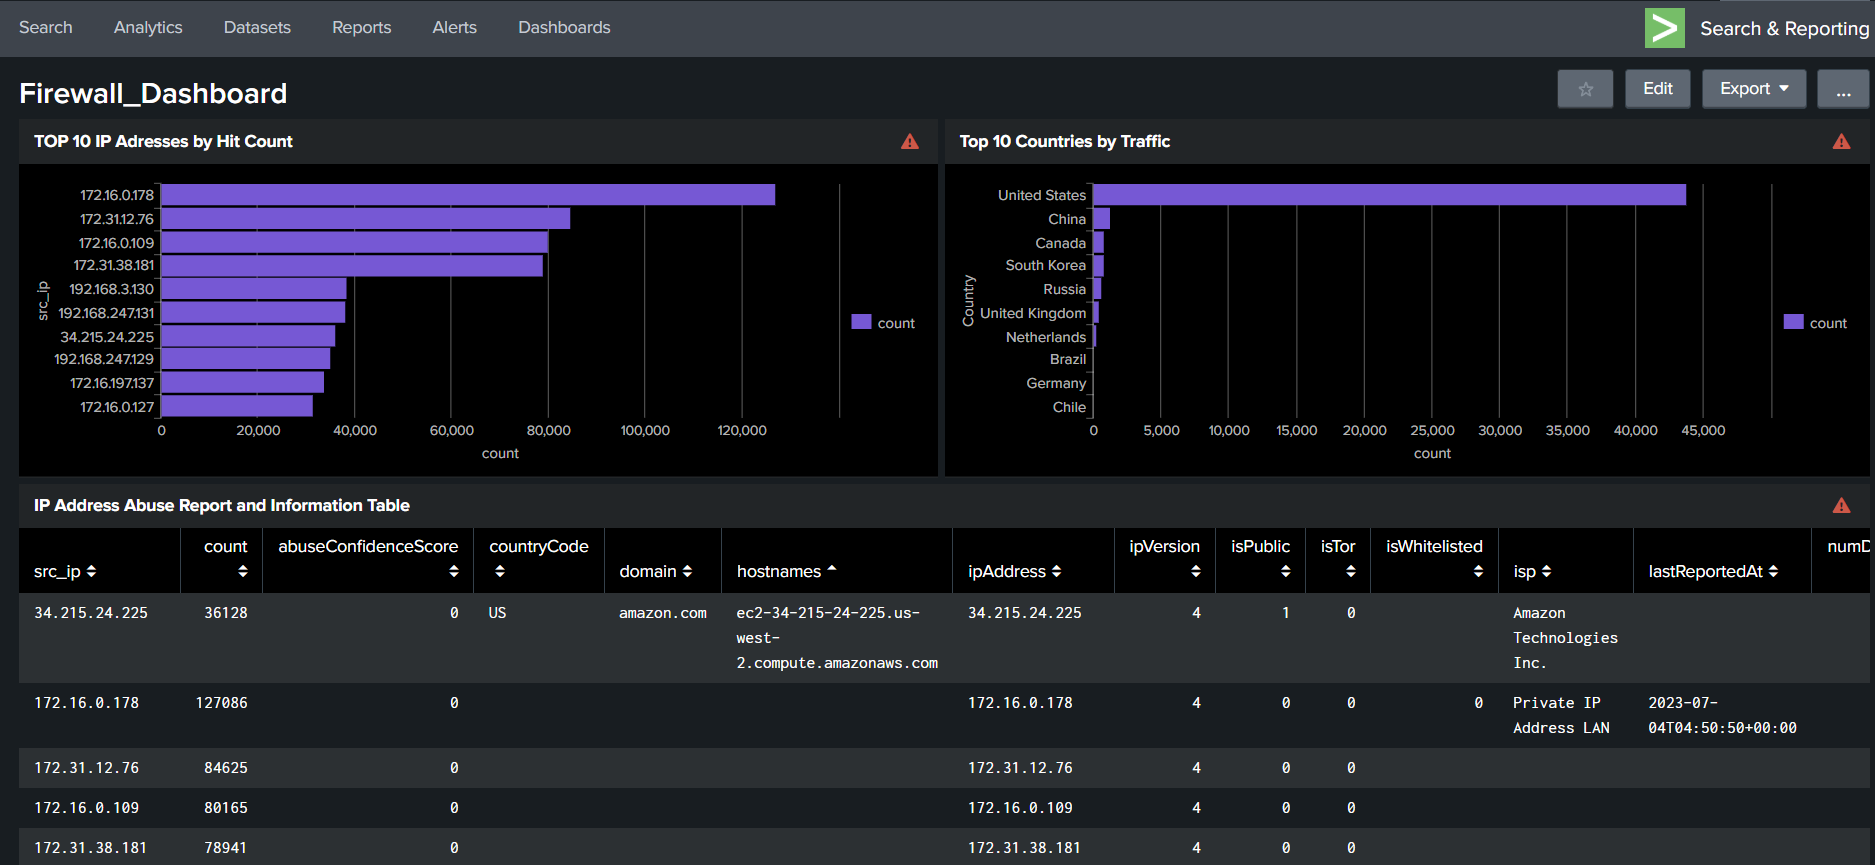 Search Analytics Datasets Reports Alerts Dashboards > Search & Reporting
Firewall_Dashboard
☆ Edit Export ...
TOP 10 IP Adresses by Hit Count
src_ip
172.16.0.178
172.31.12.76
172.16.0.109
172.31.38.181
192.168.3.130
192.168.247.131
34.215.24.225
192.168.247.129
172.16.197.137
172.16.0.127
0 20,000 40,000 60,000 80,000 100,000 120,000
count
count
Top 10 Countries by Traffic
Country
United States
China
Canada
South Korea
Russia
United Kingdom
Netherlands
Brazil
Germany
Chile
0 5,000 10,000 15,000 20,000 25,000 30,000 35,000 40,000 45,000
count
count
IP Address Abuse Report and Information Table
src_ip count abuseConfidenceScore countryCode domain hostnames ipAddress ipVersion isPublic isTor isWhitelisted isp lastReportedAt numD
34.215.24.225 36128 0 US amazon.com ec2-34-215-24-225.us- 34.215.24.225 4 1 0 Amazon
west- Technologies
2.compute.amazonaws.com Inc.
172.16.0.178 127086 0 172.16.0.178 4 0 0 0 Private IP 2023-07-
Address LAN 04T04:50:50+00:00
172.31.12.76 84625 0 172.31.12.76 4 0 0
172.16.0.109 80165 0 172.16.0.109 4 0 0
172.31.38.181 78941 0 172.31.38.181 4 0 0